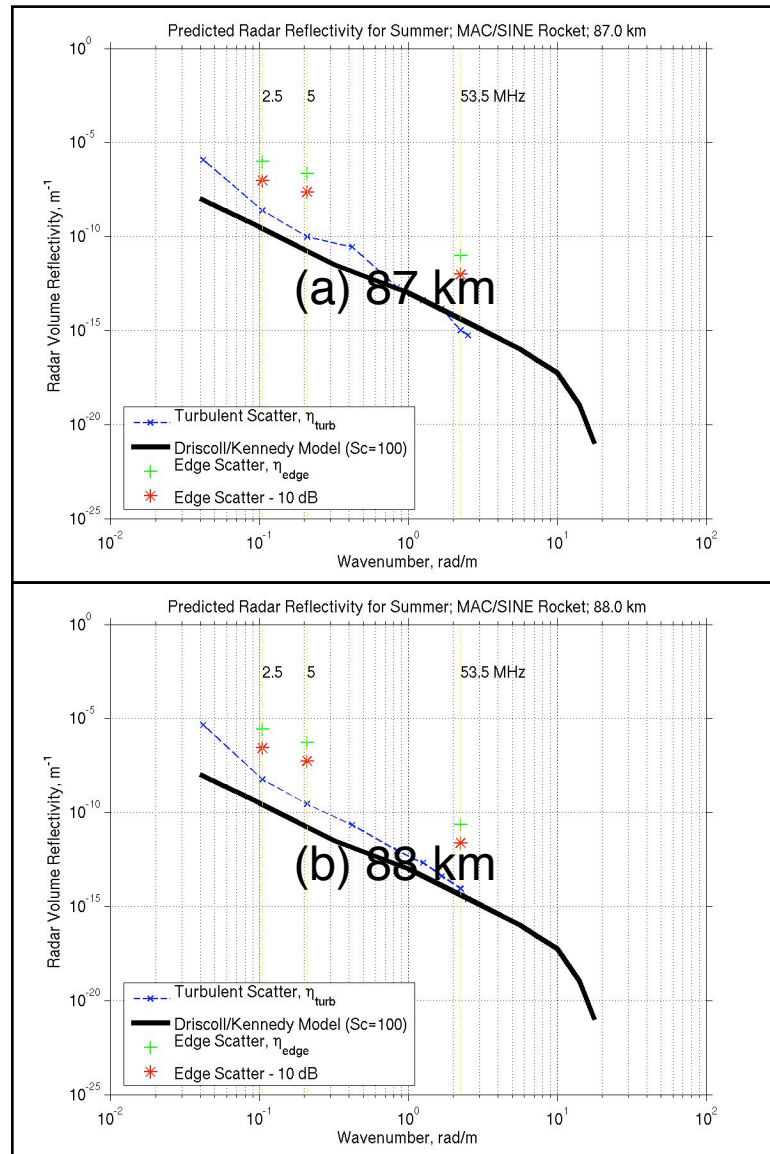 Predicted Radar Reflectivity for Summer; MAC/SINE Rocket; 87.0 km
10^0
10^-5
10^-10
10^-15
10^-20
10^-25
Radar Volume Reflectivity, m^-1
2.5 5 53.5 MHz
(a) 87 km
Turbulent Scatter, η_turb
Driscoll/Kennedy Model (Sc=100)
Edge Scatter, η_edge
Edge Scatter - 10 dB
10^-2 10^-1 10^0 10^1 10^2
Wavenumber, rad/m
Predicted Radar Reflectivity for Summer; MAC/SINE Rocket; 88.0 km
10^0
10^-5
10^-10
10^-15
10^-20
10^-25
Radar Volume Reflectivity, m^-1
2.5 5 53.5 MHz
(b) 88 km
Turbulent Scatter, η_turb
Driscoll/Kennedy Model (Sc=100)
Edge Scatter, η_edge
Edge Scatter - 10 dB
10^-2 10^-1 10^0 10^1 10^2
Wavenumber, rad/m